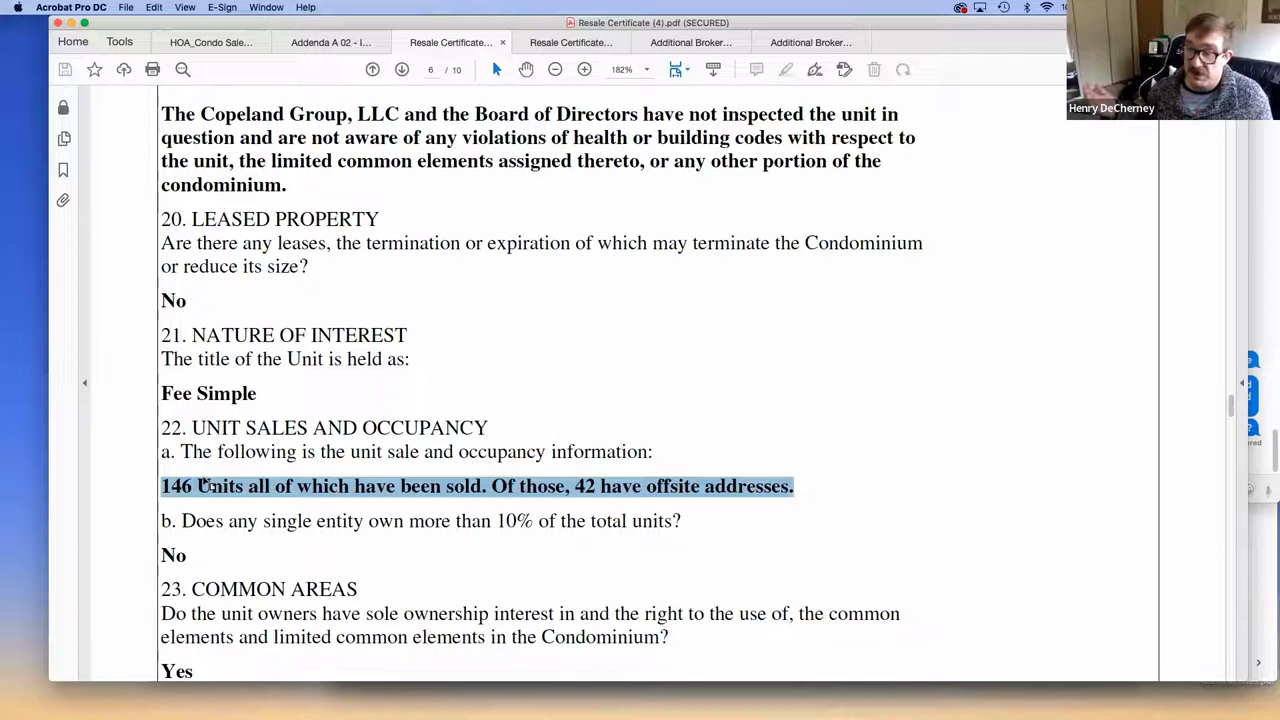 Acrobat Pro DC File Edit View E-Sign Window Help
Resale Certificate (4).pdf (SECURED)
Home Tools HOA_Condo Sale... Addenda A 02 - I... Resale Certificate... × Resale Certificate... Additional Broker... Additional Broker...
6 / 10 182%
Henry DeCherney
The Copeland Group, LLC and the Board of Directors have not inspected the unit in
question and are not aware of any violations of health or building codes with respect to
the unit, the limited common elements assigned thereto, or any other portion of the
condominium.
20. LEASED PROPERTY
Are there any leases, the termination or expiration of which may terminate the Condominium
or reduce its size?
No
21. NATURE OF INTEREST
The title of the Unit is held as:
Fee Simple
22. UNIT SALES AND OCCUPANCY
a. The following is the unit sale and occupancy information:
146 Units all of which have been sold. Of those, 42 have offsite addresses.
b. Does any single entity own more than 10% of the total units?
No
23. COMMON AREAS
Do the unit owners have sole ownership interest in and the right to the use of, the common
elements and limited common elements in the Condominium?
Yes